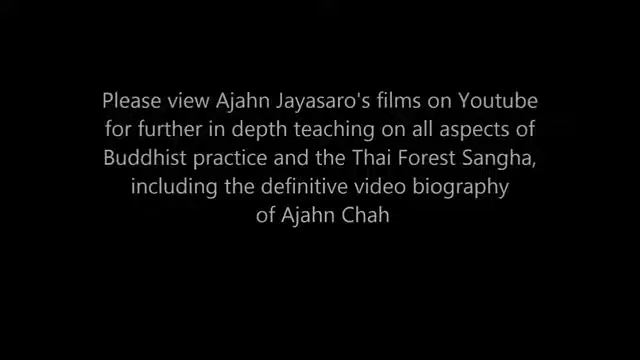 Please view Ajahn Jayasaro's films on Youtube
for further in depth teaching on all aspects of
Buddhist practice and the Thai Forest Sangha,
including the definitive video biography
of Ajahn Chah